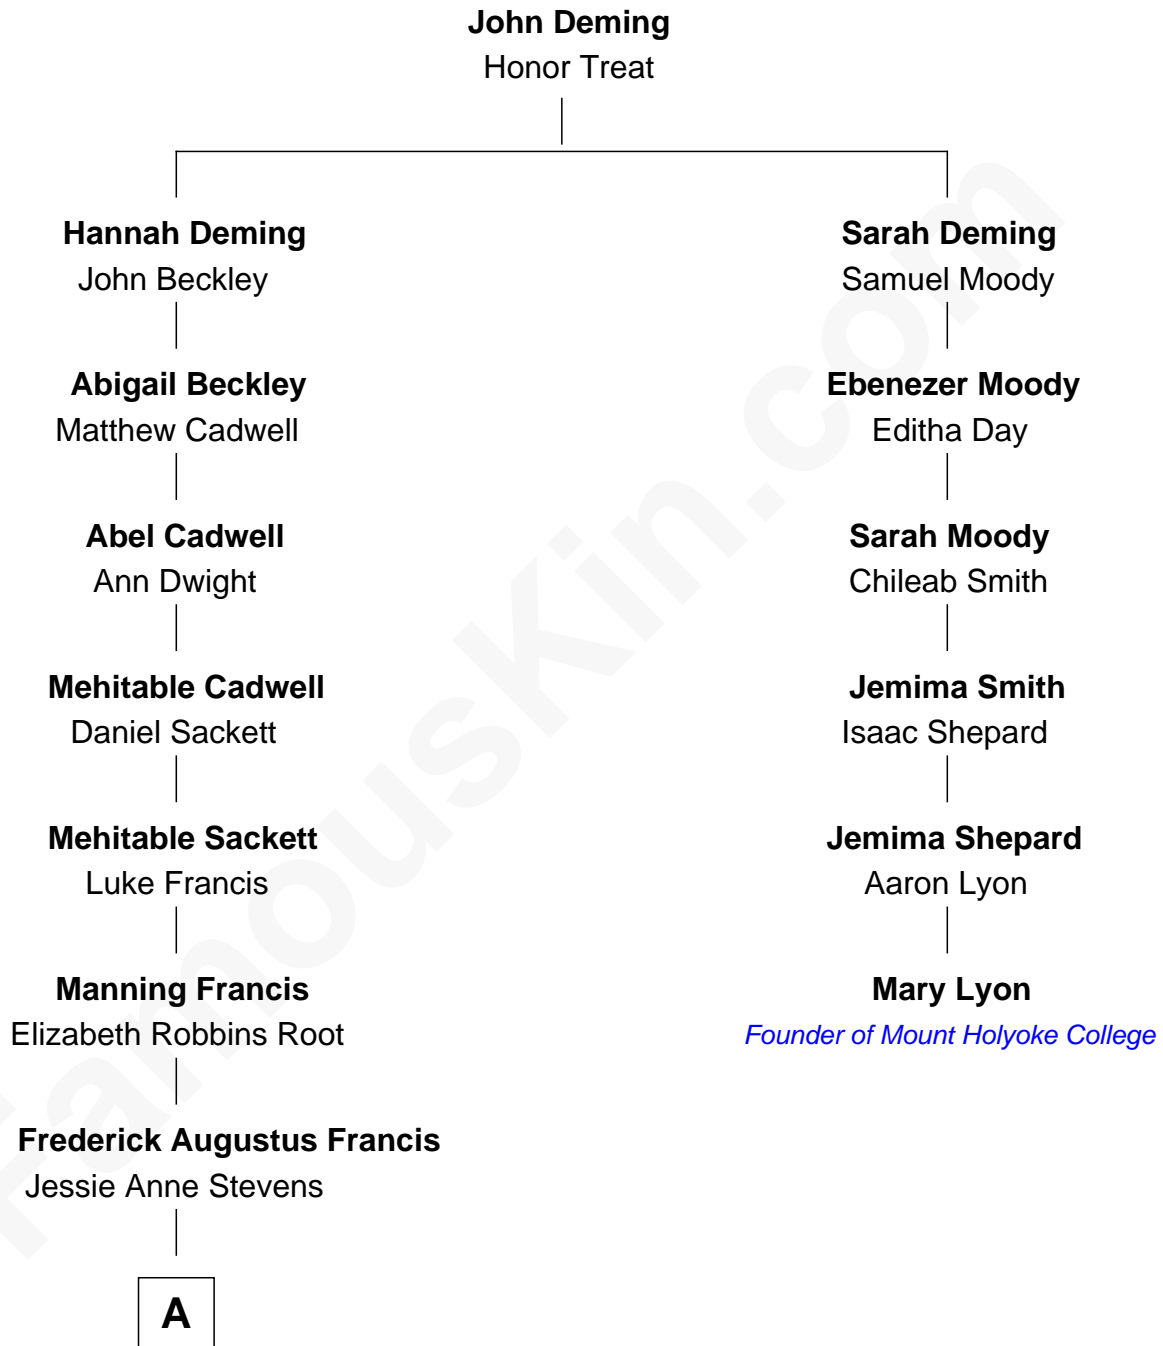 John Deming
Honor Treat
Hannah Deming
John Beckley
Sarah Deming
Samuel Moody
Abigail Beckley
Matthew Cadwell
Ebenezer Moody
Editha Day
Abel Cadwell
Ann Dwight
Sarah Moody
Chileab Smith
Mehitable Cadwell
Daniel Sackett
Jemima Smith
Isaac Shepard
Mehitable Sackett
Luke Francis
Jemima Shepard
Aaron Lyon
Manning Francis
Elizabeth Robbins Root
Mary Lyon
Founder of Mount Holyoke College
Frederick Augustus Francis
Jessie Anne Stevens
A
FamousKin.com